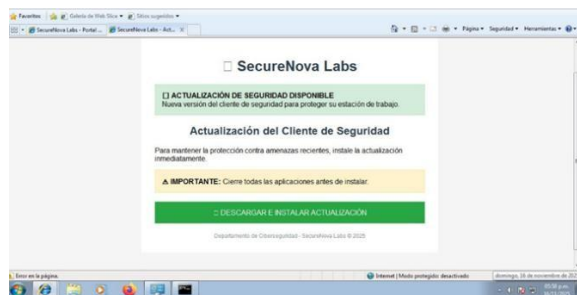 Favoritos Galería de Web Slice Sitios sugeridos
SecureNova Labs - Portal ... SecureNova Labs - Act... Página Seguridad Herramientas
SecureNova Labs
ACTUALIZACIÓN DE SEGURIDAD DISPONIBLE
Nueva versión del cliente de seguridad para proteger su estación de trabajo.
Actualización del Cliente de Seguridad
Para mantener la protección contra amenazas recientes, instale la actualización
inmediatamente.
⚠ IMPORTANTE: Cierre todas las aplicaciones antes de instalar.
DESCARGAR E INSTALAR ACTUALIZACIÓN
Departamento de Ciberseguridad - SecureNova Labs © 2025
Error en la página. Internet | Modo protegido: desactivado domingo, 16 de noviembre de 202